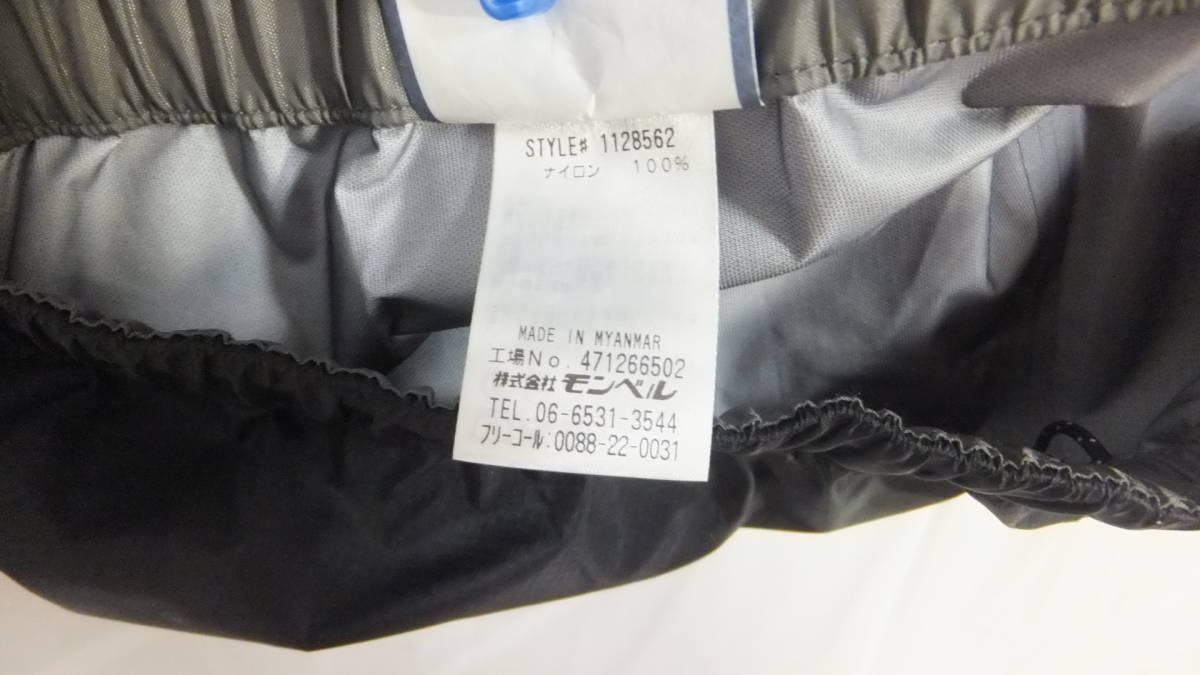 STYLE# 1128562
ナイロン 100%
MADE IN MYANMAR
工場No. 471266502
株式会社モンベル
TEL. 06-6531-3544
フリーコール:0088-22-0031